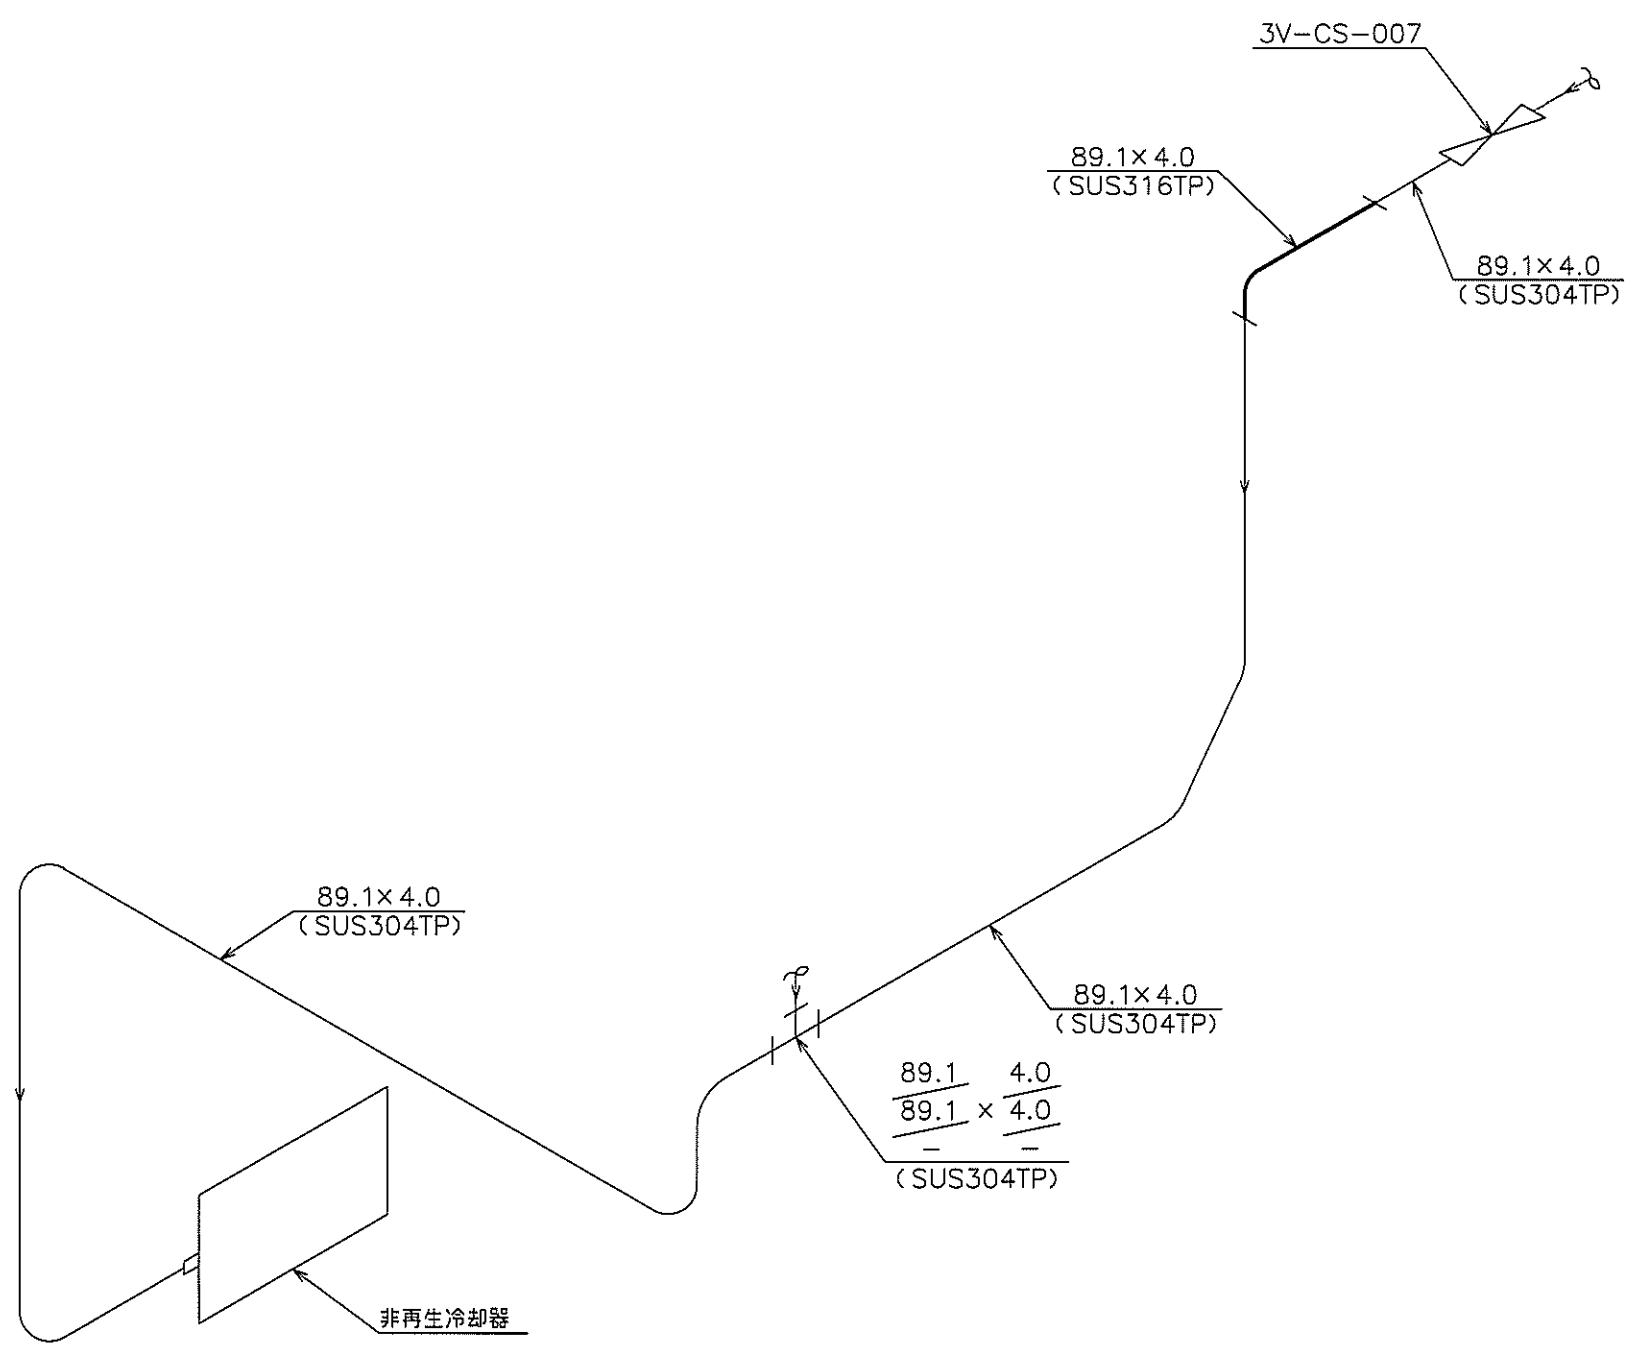 3V-CS-007
89.1×4.0
(SUS316TP)
89.1×4.0
(SUS304TP)
89.1×4.0
(SUS304TP)
89.1×4.0
(SUS304TP)
89.1 4.0
89.1 × 4.0
– –
(SUS304TP)
非再生冷却器